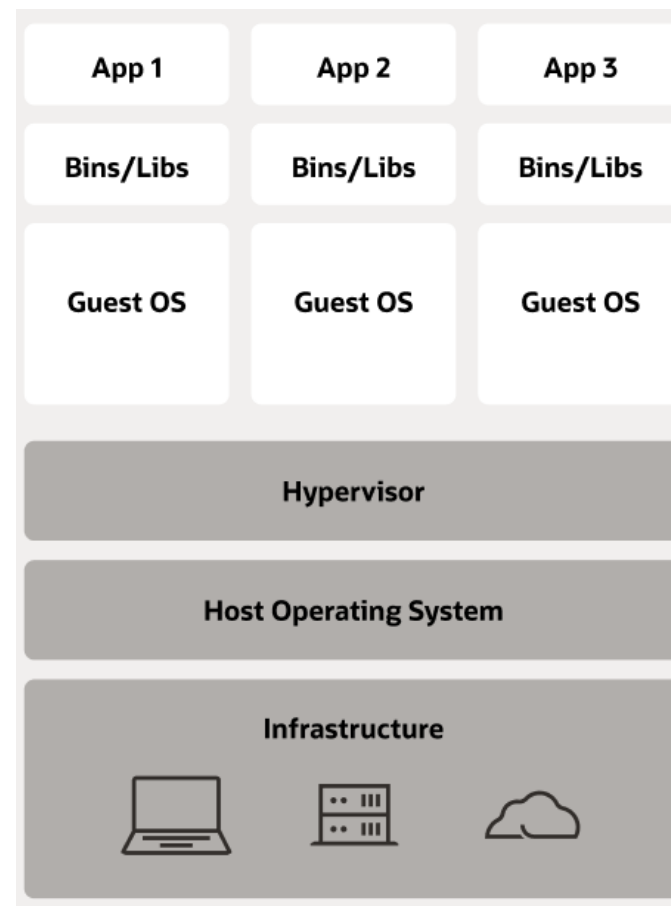 App 1
App 2
App 3
Bins/Libs
Bins/Libs
Bins/Libs
Guest OS
Guest OS
Guest OS
Hypervisor
Host Operating System
Infrastructure